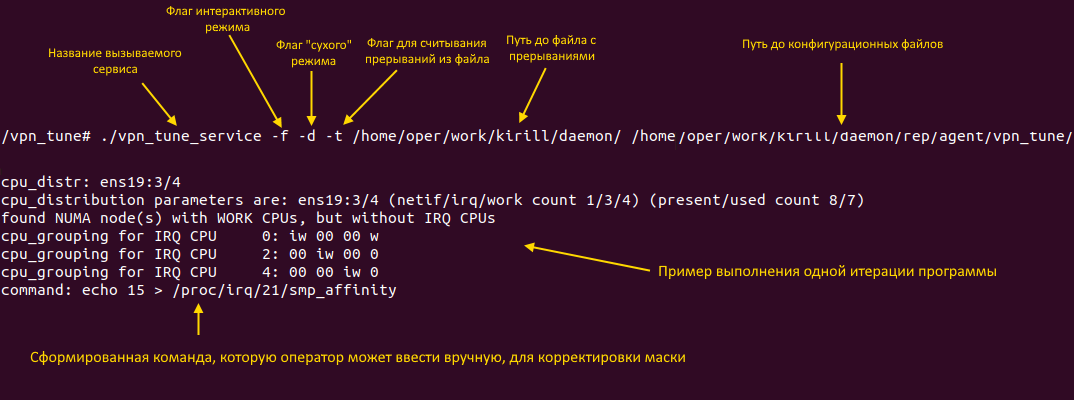 Флаг интерактивного
режима
Название вызываемого
сервиса
Флаг "сухого"
режима
Флаг для считывания
прерываний из файла
Путь до файла с
прерываниями
Путь до конфигурационных файлов
/vpn_tune# ./vpn_tune_service -f -d -t /home/oper/work/kirill/daemon/ /home/oper/work/kirill/daemon/rep/agent/vpn_tune/
cpu_distr: ens19:3/4
cpu_distribution parameters are: ens19:3/4 (netif/irq/work count 1/3/4) (present/used count 8/7)
found NUMA node(s) with WORK CPUs, but without IRQ CPUs
cpu_grouping for IRQ CPU     0: iw 00 00 w
cpu_grouping for IRQ CPU     2: 00 iw 00 0
cpu_grouping for IRQ CPU     4: 00 00 iw 0
command: echo 15 > /proc/irq/21/smp_affinity
Пример выполнения одной итерации программы
Сформированная команда, которую оператор может ввести вручную, для корректировки маски